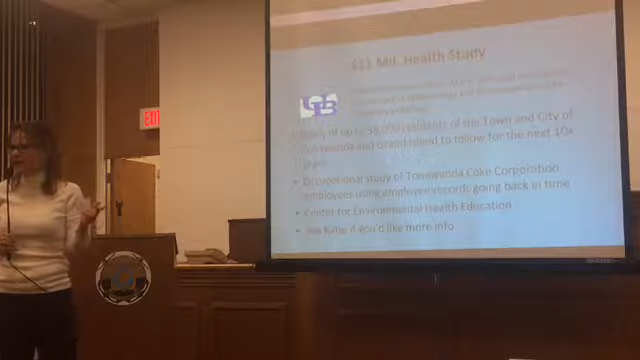 EXIT
$11 Mil. Health Study
UB
Study of up to 38,000 residents of the Town and City of
Tonawanda and Grand Island to follow for the next 10+
years
Occupational study of Tonawanda Coke Corporation
employees using employee records going back in time
Center for Environmental Health Education
See Katie if you'd like more info